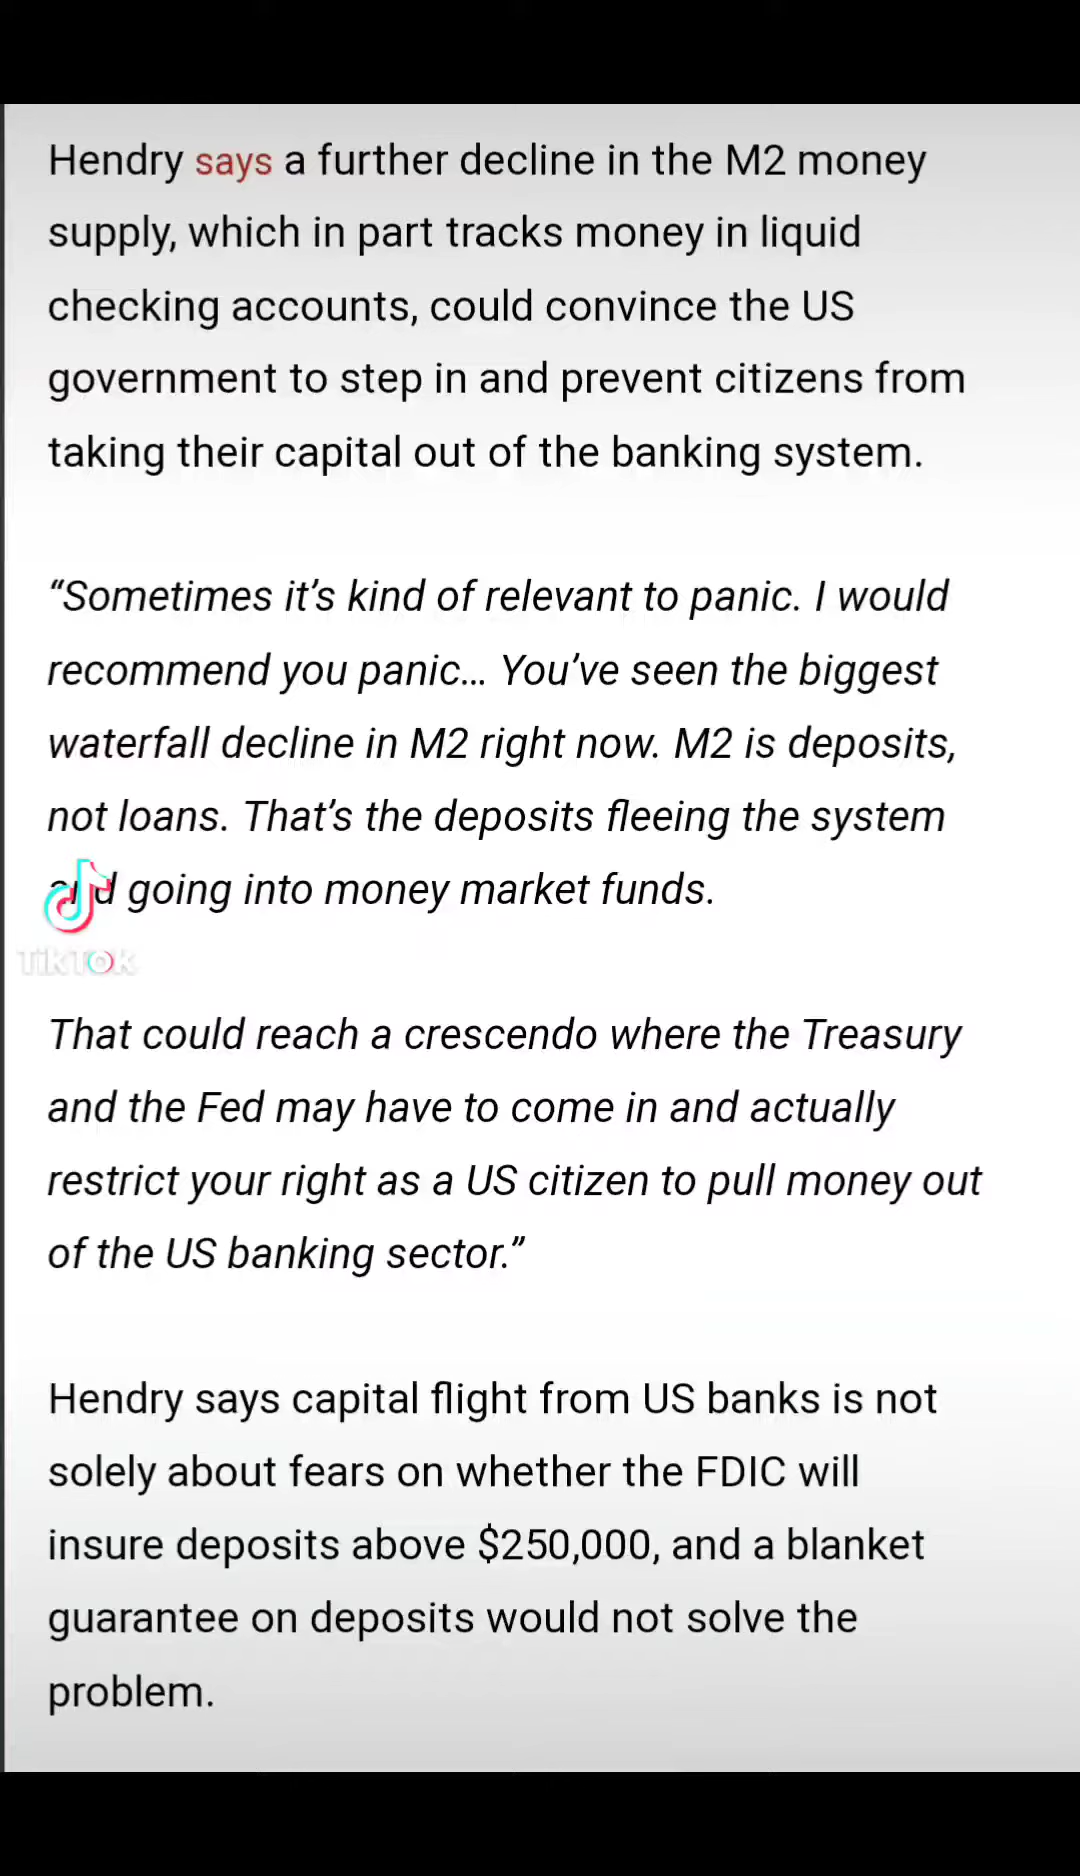 Hendry says a further decline in the M2 money
supply, which in part tracks money in liquid
checking accounts, could convince the US
government to step in and prevent citizens from
taking their capital out of the banking system.
“Sometimes it’s kind of relevant to panic. I would
recommend you panic… You’ve seen the biggest
waterfall decline in M2 right now. M2 is deposits,
not loans. That’s the deposits fleeing the system
and going into money market funds.
TikTok
That could reach a crescendo where the Treasury
and the Fed may have to come in and actually
restrict your right as a US citizen to pull money out
of the US banking sector.”
Hendry says capital flight from US banks is not
solely about fears on whether the FDIC will
insure deposits above $250,000, and a blanket
guarantee on deposits would not solve the
problem.